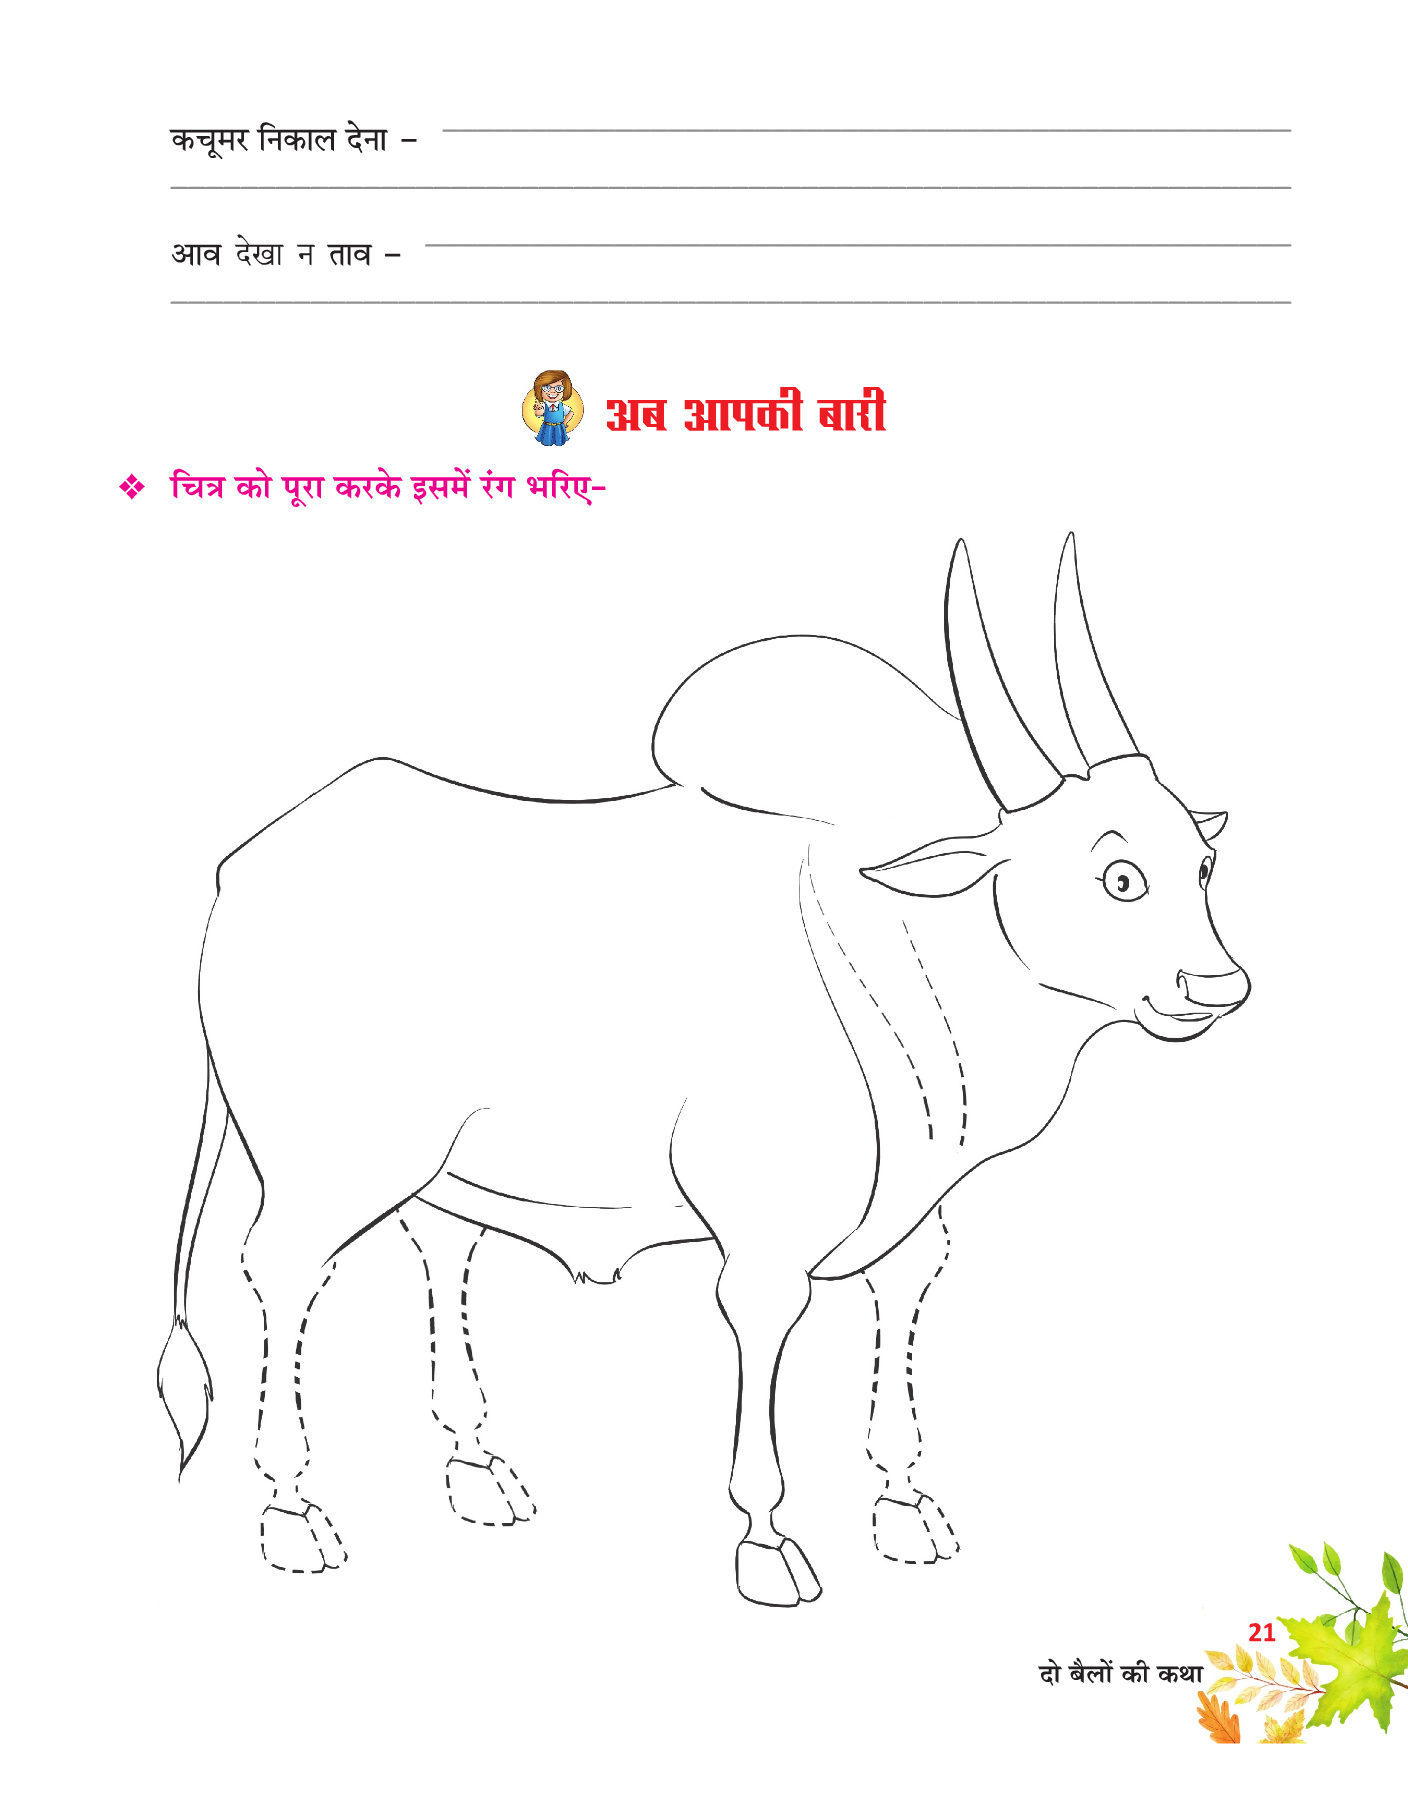 कचूमर निकाल देना –
आव देखा न ताव –
अब आपकी बारी
❖ चित्र को पूरा करके इसमें रंग भरिए–
21
दो बैलों की कथा